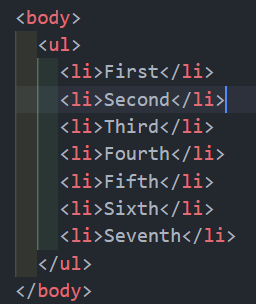 <body>
<ul>
<li>First</li>
<li>Second</li>
<li>Third</li>
<li>Fourth</li>
<li>Fifth</li>
<li>Sixth</li>
<li>Seventh</li>
</ul>
</body>